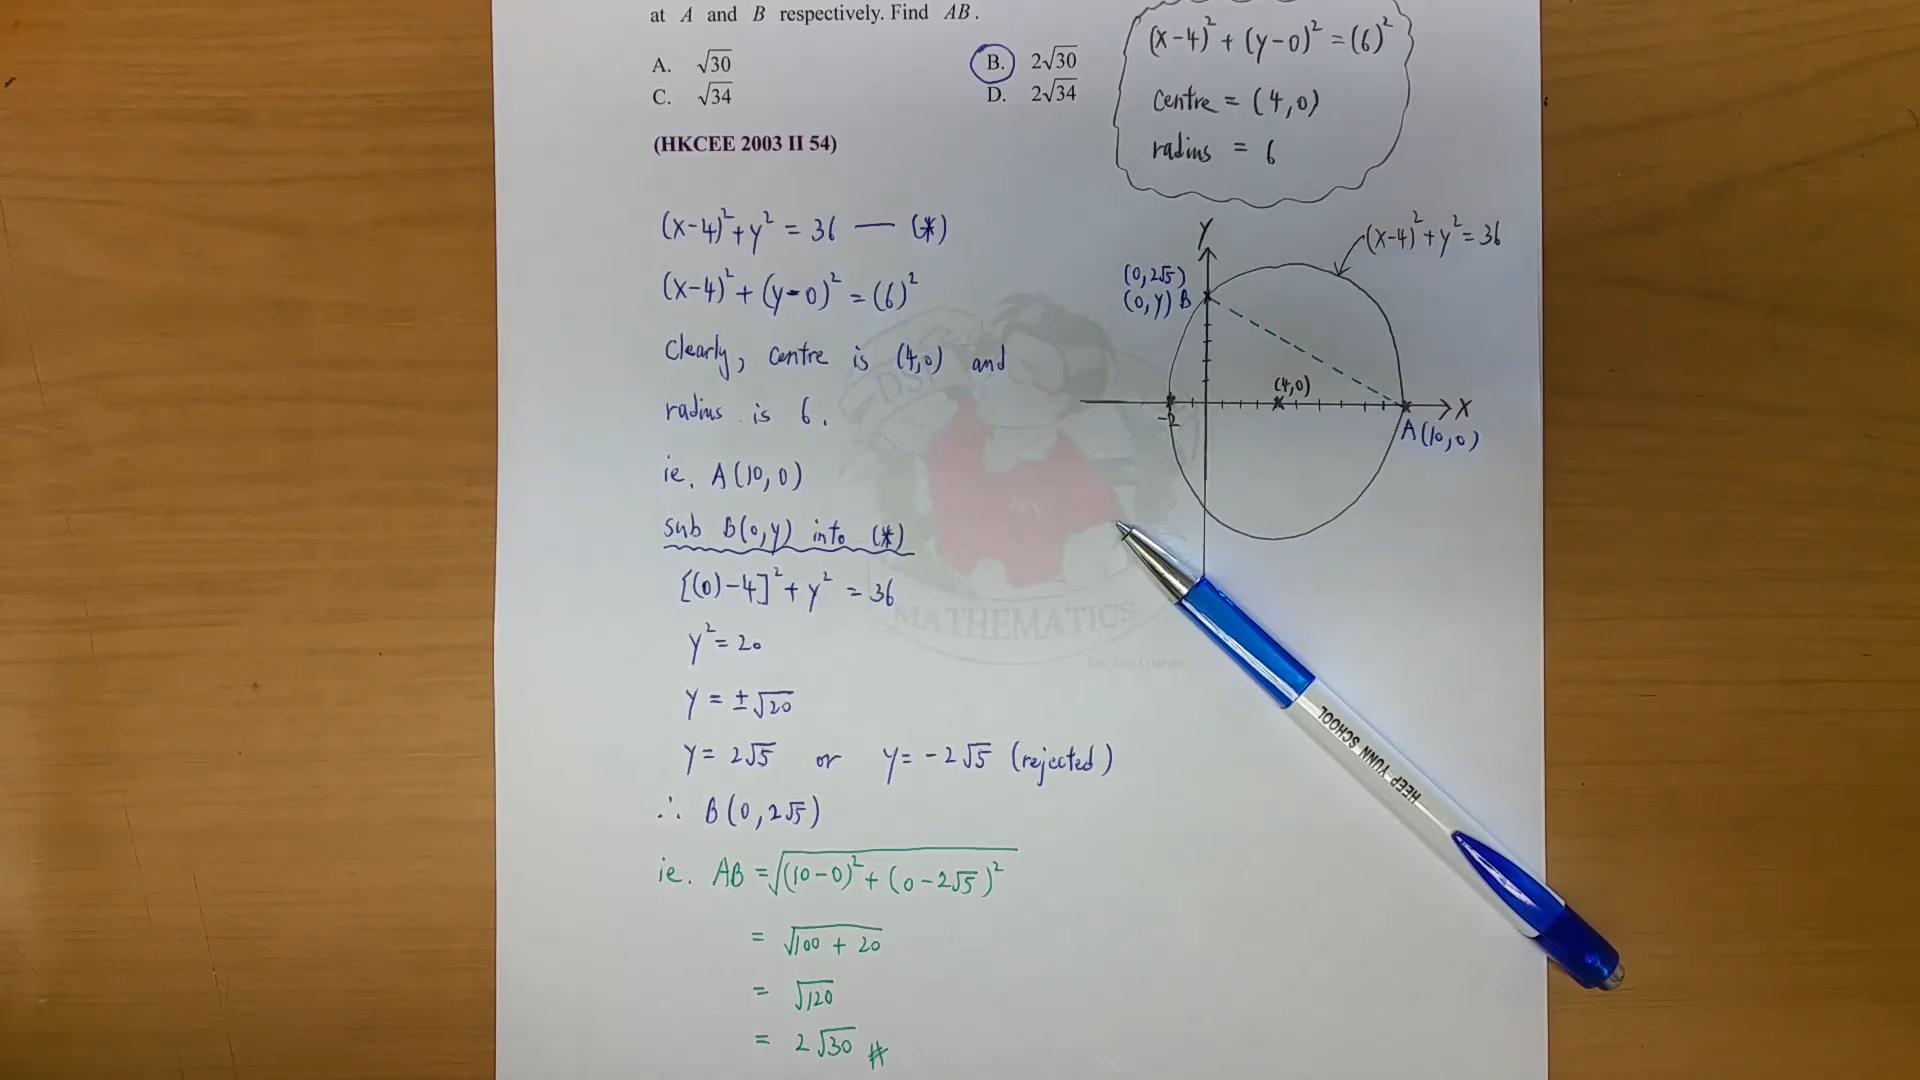 at A and B respectively. Find AB.
A. √30 B. 2√30
C. √34 D. 2√34
(HKCEE 2003 II 54)
(x-4)²+(y-0)²=(6)²
centre = (4,0)
radius = 6
(x-4)²+y² = 36 — (*)
(x-4)²+(y-0)²=(6)²
Clearly, centre is (4,0) and
radius is 6.
ie. A(10,0)
sub B(0,y) into (*)
[(0)-4]²+y² = 36
y²=20
y = ±√20
y = 2√5 or y = -2√5 (rejected)
∴ B(0,2√5)
ie. AB = √((10-0)²+(0-2√5)²)
= √(100 + 20)
= √120
= 2√30 #
Y
(x-4)²+y²=36
(0,2√5)
(0,y) B
(4,0)
-2
X
A(10,0)
MATHEMATICS
HEEP YUNN SCHOOL